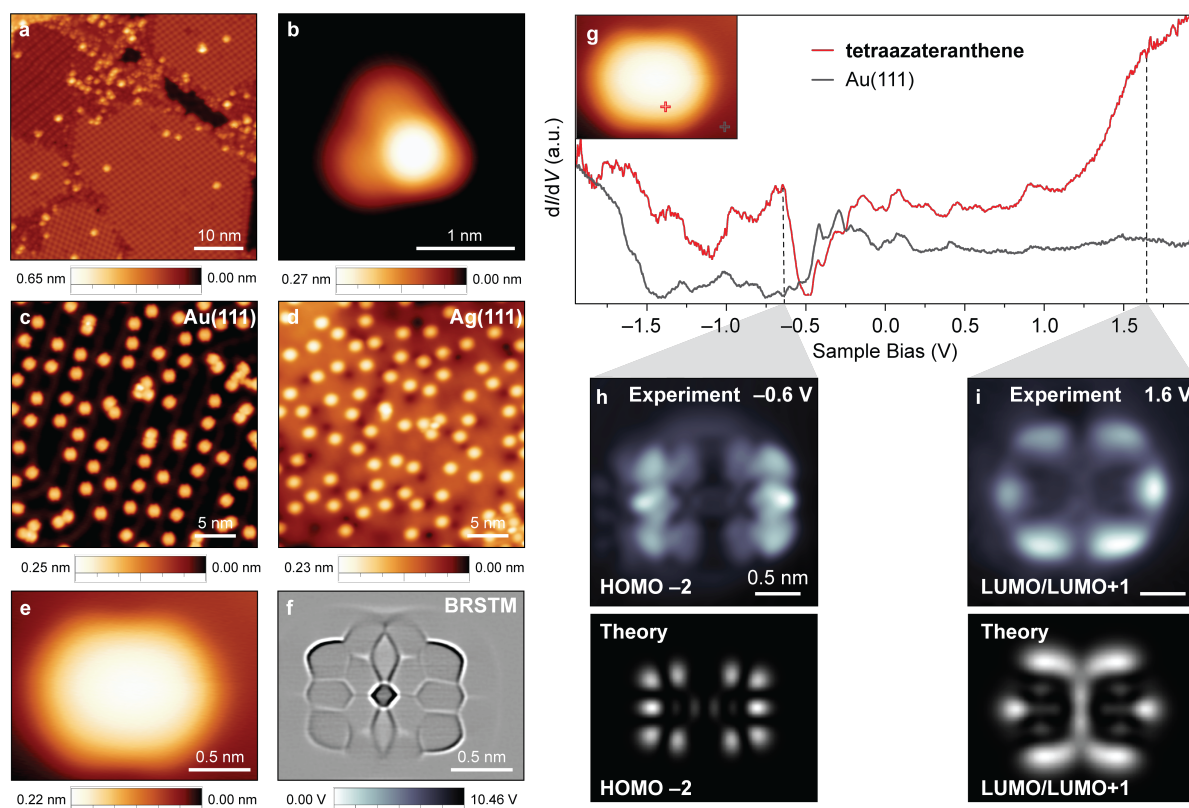 a
10 nm
0.65 nm 0.00 nm
b
1 nm
0.27 nm 0.00 nm
c Au(111)
5 nm
0.25 nm 0.00 nm
d Ag(111)
5 nm
0.23 nm 0.00 nm
e
0.5 nm
0.22 nm 0.00 nm
f BRSTM
0.5 nm
0.00 V 10.46 V
g
tetraazateranthene
Au(111)
dI/dV (a.u.)
–1.5 –1.0 –0.5 0.0 0.5 1.0 1.5
Sample Bias (V)
h Experiment –0.6 V
0.5 nm
HOMO –2
Theory
HOMO –2
i Experiment 1.6 V
LUMO/LUMO+1
Theory
LUMO/LUMO+1